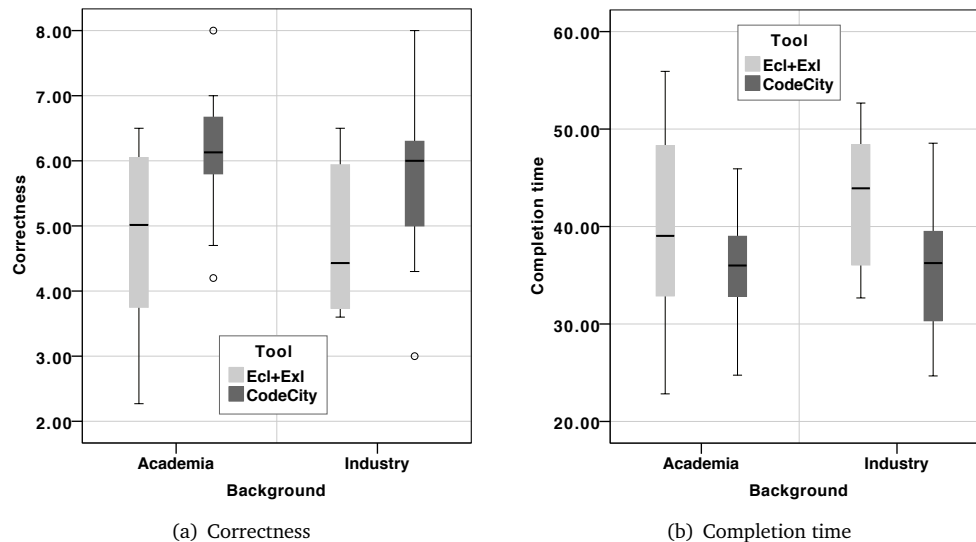 8.00
7.00
6.00
5.00
4.00
3.00
2.00
Correctness
Tool
Ecl+Exl
CodeCity
Academia
Industry
Background
(a) Correctness
60.00
50.00
40.00
30.00
20.00
Completion time
Tool
Ecl+Exl
CodeCity
Academia
Industry
Background
(b) Completion time